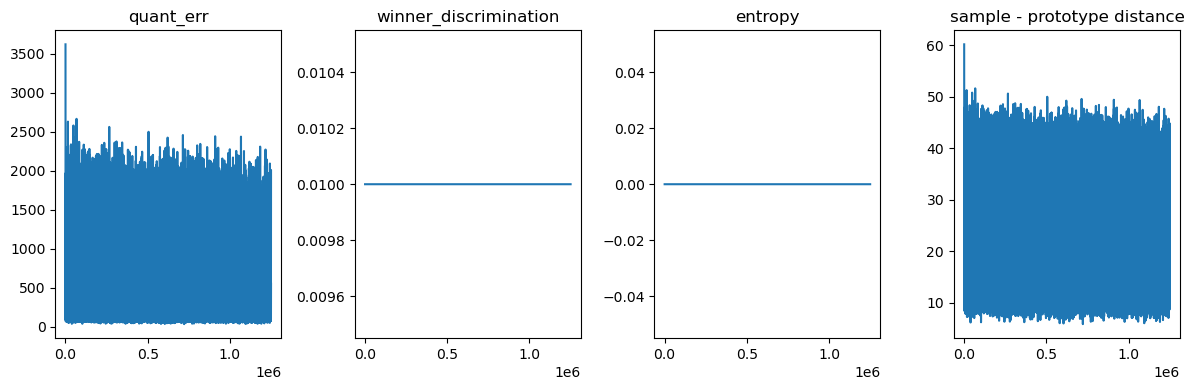 quant_err
3500
3000
2500
2000
1500
1000
500
0
0.0 0.5 1.0
1e6
winner_discrimination
0.0104
0.0102
0.0100
0.0098
0.0096
0.0 0.5 1.0
1e6
entropy
0.04
0.02
0.00
−0.02
−0.04
0.0 0.5 1.0
1e6
sample - prototype distance
60
50
40
30
20
10
0.0 0.5 1.0
1e6